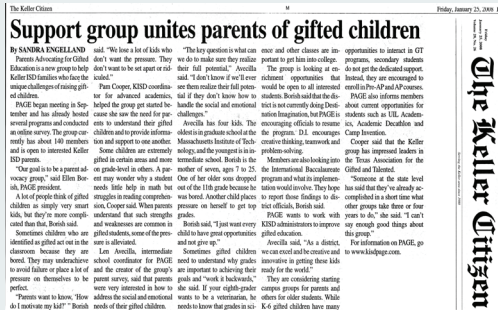 The Keller Citizen
M
Friday, January 25, 2008
Support group unites parents of gifted children
By SANDRA ENGELLAND
Parents Advocating for Gifted
Education is a new group to help
Keller ISD families who face the
unique challenges of raising gift-
ed children.
PAGE began meeting in Sep-
tember and has already hosted
several programs and conducted
an online survey. The group cur-
rently has about 140 members
and is open to interested Keller
ISD parents.
"Our goal is to be a parent ad-
vocacy group," said Ellen Bor-
ish, PAGE president.
A lot of people think of gifted
children as simply very smart
kids, but they're more compli-
cated than that, Borish said.
Sometimes children who are
identified as gifted act out in the
classroom because they are
bored. They may underachieve
to avoid failure or place a lot of
pressure on themselves to be
perfect.
"Parents want to know, 'How
do I motivate my kid?' " Borish
said. "We lose a lot of kids who
don't want the pressure. They
don't want to be set apart or rid-
iculed."
Pam Cooper, KISD coordina-
tor for advanced academics,
helped the group get started be-
cause she saw the need for par-
ents to understand their gifted
children and to provide informa-
tion and support to one another.
Some children are extremely
gifted in certain areas and more
on grade-level in others. A par-
ent may wonder why a student
needs little help in math but
struggles in reading comprehen-
sion, Cooper said. When parents
understand that such strengths
and weaknesses are common in
gifted students, some of the pres-
sure is alleviated.
Len Avecilla, intermediate
school coordinator for PAGE
and the creator of the group's
parent survey, said that parents
were very interested in how to
address the social and emotional
needs of their gifted children.
"The key question is what can
we do to make sure they realize
their full potential," Avecilla
said. "I don't know if we'll ever
see them realize their full poten-
tial if they don't know how to
handle the social and emotional
challenges."
Avecilla has four kids. The
oldest is in graduate school at the
Massachusetts Institute of Tech-
nology, and the youngest is in in-
termediate school. Borish is the
mother of seven, ages 7 to 25.
One of her older sons dropped
out of the 11th grade because he
was bored. Another child places
pressure on herself to get top
grades.
Borish said, "I just want every
child to have great opportunities
and not give up."
Sometimes gifted children
need to understand why grades
are important to achieving their
goals and "work it backwards,"
she said. If your eighth-grader
wants to be a veterinarian, he
needs to know that grades in sci-
ence and other classes are im-
portant to get into college.
The group is looking at en-
richment opportunities that
would be open to all interested
students. Borish said that the dis-
trict is not currently doing Desti-
nation Imagination, but PAGE is
encouraging officials to resume
the program. D.I. encourages
creative thinking, teamwork and
problem-solving.
Members are also looking into
the International Baccalaureate
program and what its implemen-
tation would involve. They hope
to report those findings to dis-
trict officials, Borish said.
PAGE wants to work with
KISD administrators to improve
gifted education.
Avecilla said, "As a district,
we can excel and be creative and
innovative in getting these kids
ready for the world."
They are considering starting
campus groups for parents and
others for older students. While
K-6 gifted children have many
opportunities to interact in GT
programs, secondary students
do not get the dedicated support.
Instead, they are encouraged to
enroll in Pre-AP and AP courses.
PAGE also informs members
about current opportunities for
students such as UIL Academ-
ics, Academic Decathlon and
Camp Invention.
Cooper said that the Keller
group has impressed leaders in
the Texas Association for the
Gifted and Talented.
"Someone at the state level
has said that they've already ac-
complished in a short time what
other groups take three or four
years to do," she said. "I can't
say enough good things about
this group."
For information on PAGE, go
to www.kisdpage.com.
Friday
January 25, 2008
The Keller Citizen